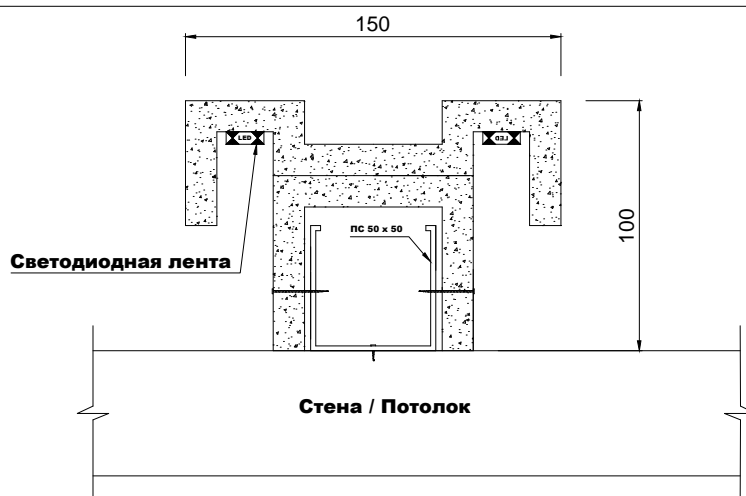 150
LED
LED
ПС 50 x 50
100
Светодиодная лента
Стена / Потолок